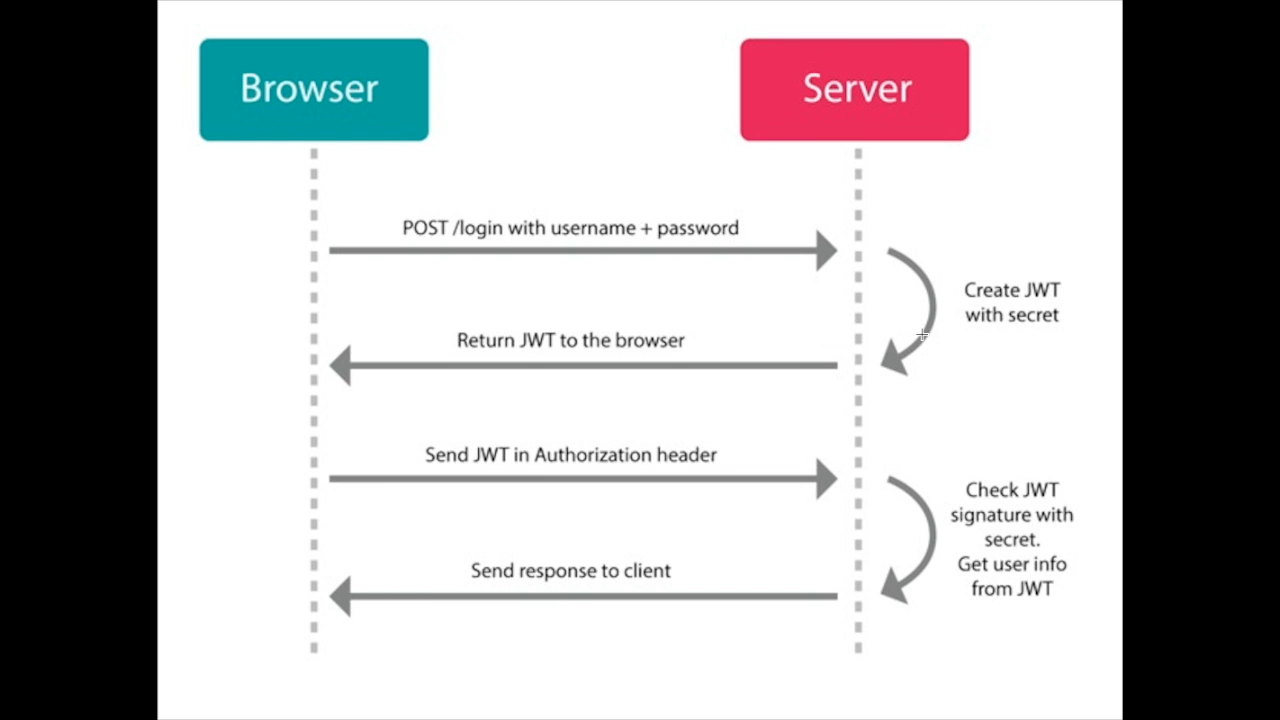 Browser
Server
POST /login with username + password
Create JWT
with secret
Return JWT to the browser
Send JWT in Authorization header
Check JWT
signature with
secret.
Get user info
from JWT
Send response to client